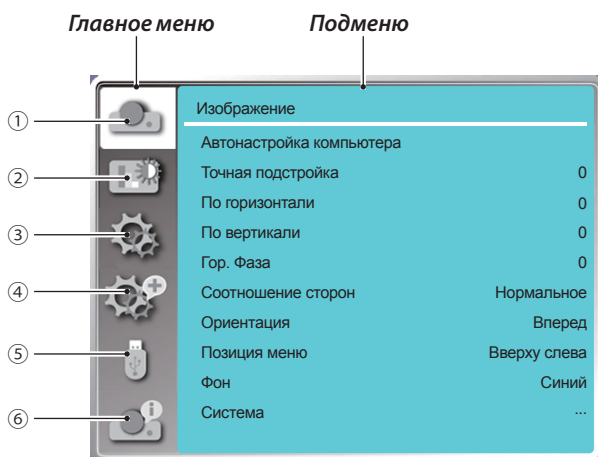 Главное меню Подменю
① Изображение
Автонастройка компьютера
② Точная подстройка 0
По горизонтали 0
③ По вертикали 0
Гор. Фаза 0
④ Соотношение сторон Нормальное
Ориентация Вперед
⑤ Позиция меню Вверху слева
Фон Синий
⑥ Система ...